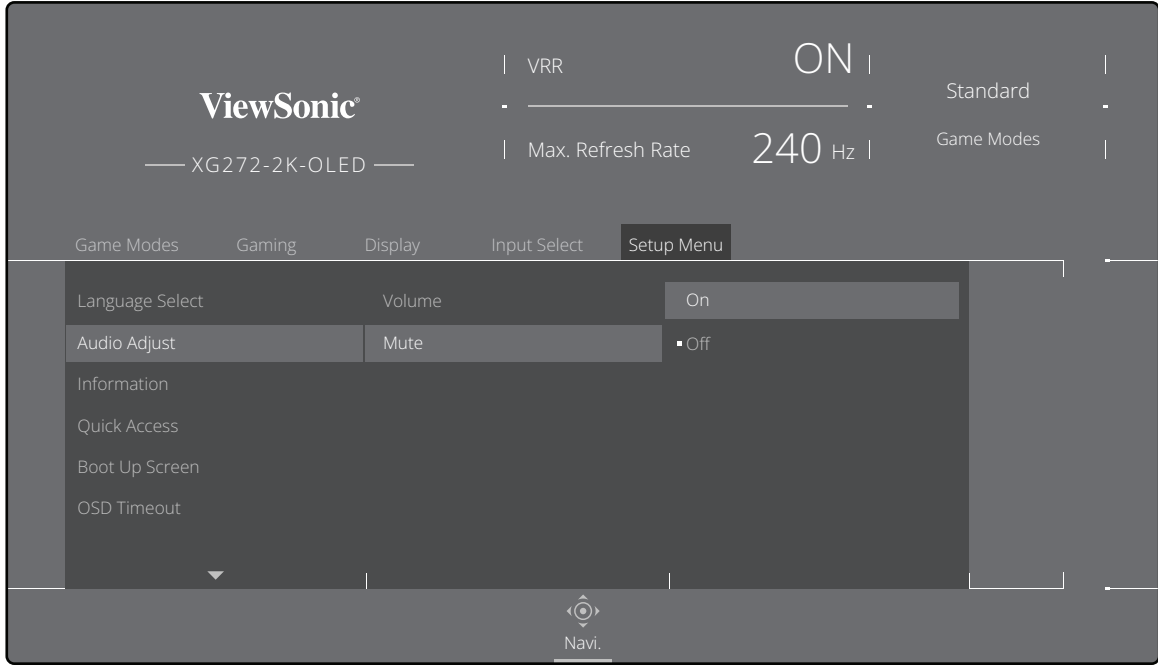 ViewSonic®
XG272-2K-OLED
VRR ON
Max. Refresh Rate 240 Hz
Standard
Game Modes
Game Modes Gaming Display Input Select Setup Menu
Language Select Volume On
Audio Adjust Mute Off
Information
Quick Access
Boot Up Screen
OSD Timeout
Navi.